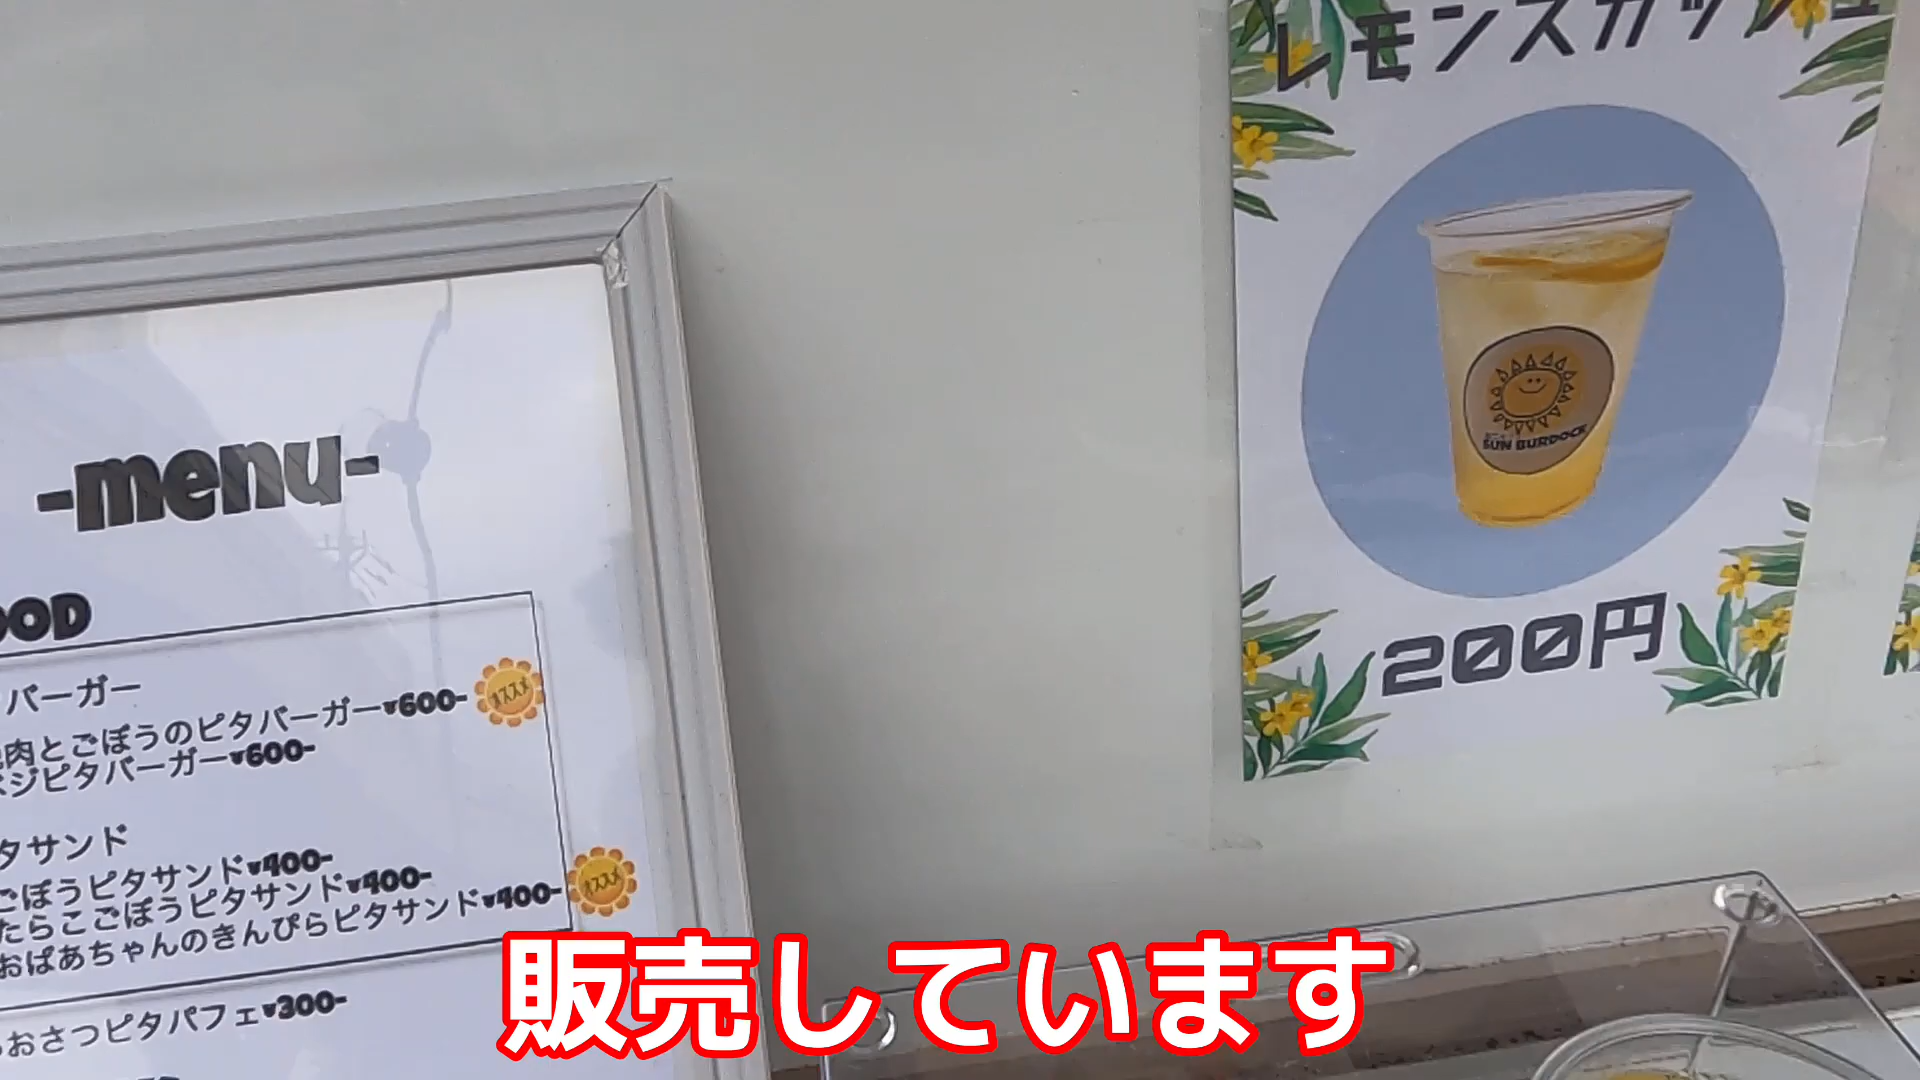 -menu-
OOD
バーガー
肉とごぼうのピタバーガー¥600-
オススメ
ベジピタバーガー¥600-
タサンド
ごぼうピタサンド¥400-
たらこごぼうピタサンド¥400-
おばあちゃんのきんぴらピタサンド¥400-
オススメ
おさつピタパフェ¥300-
レモンスカッシュ
SUN BURDOCK
200円
販売しています